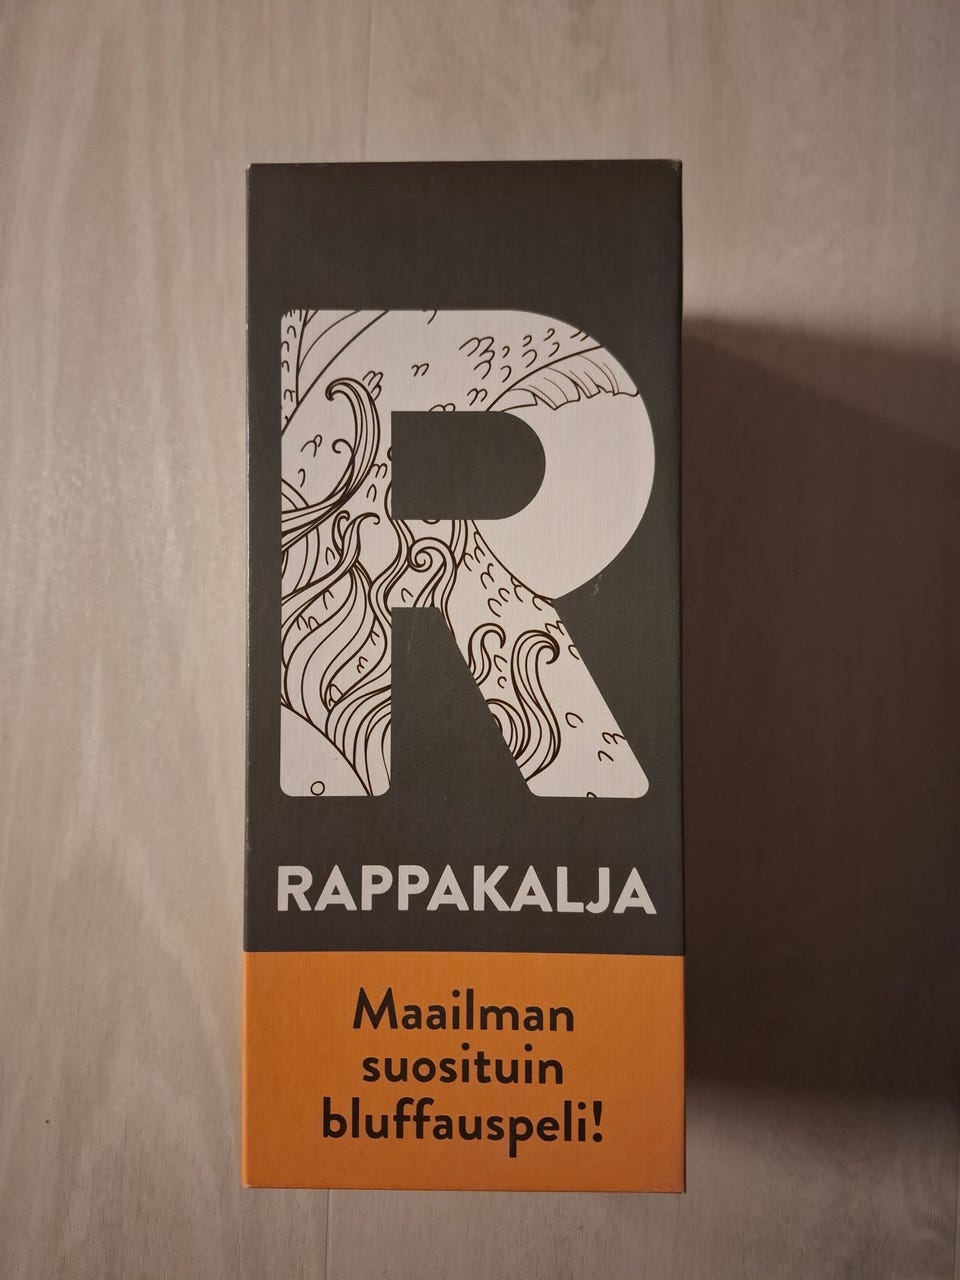 R
RAPPAKALJA
Maailman
suosituin
bluffauspeli!